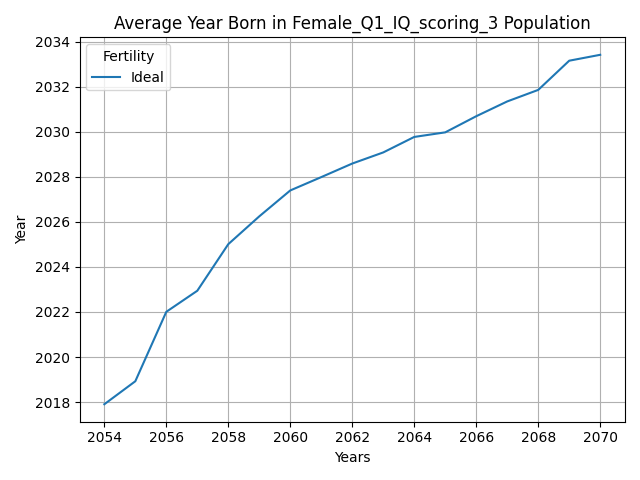 Average Year Born in Female_Q1_IQ_scoring_3 Population
Fertility
Ideal
Year
2034
2032
2030
2028
2026
2024
2022
2020
2018
2054 2056 2058 2060 2062 2064 2066 2068 2070
Years